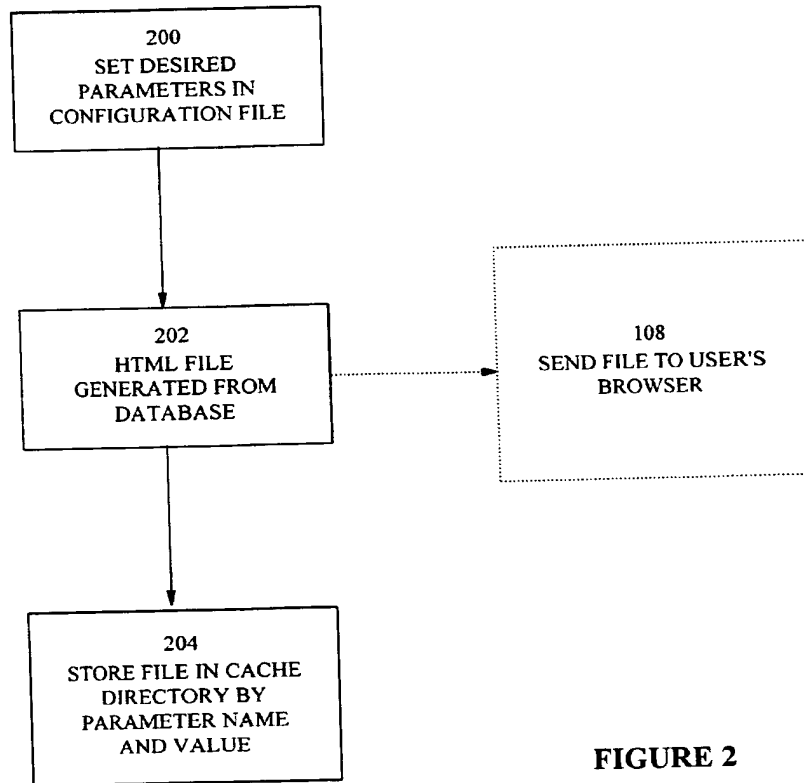 200
SET DESIRED
PARAMETERS IN
CONFIGURATION FILE
202
HTML FILE
GENERATED FROM
DATABASE
108
SEND FILE TO USER'S
BROWSER
204
STORE FILE IN CACHE
DIRECTORY BY
PARAMETER NAME
AND VALUE
FIGURE 2